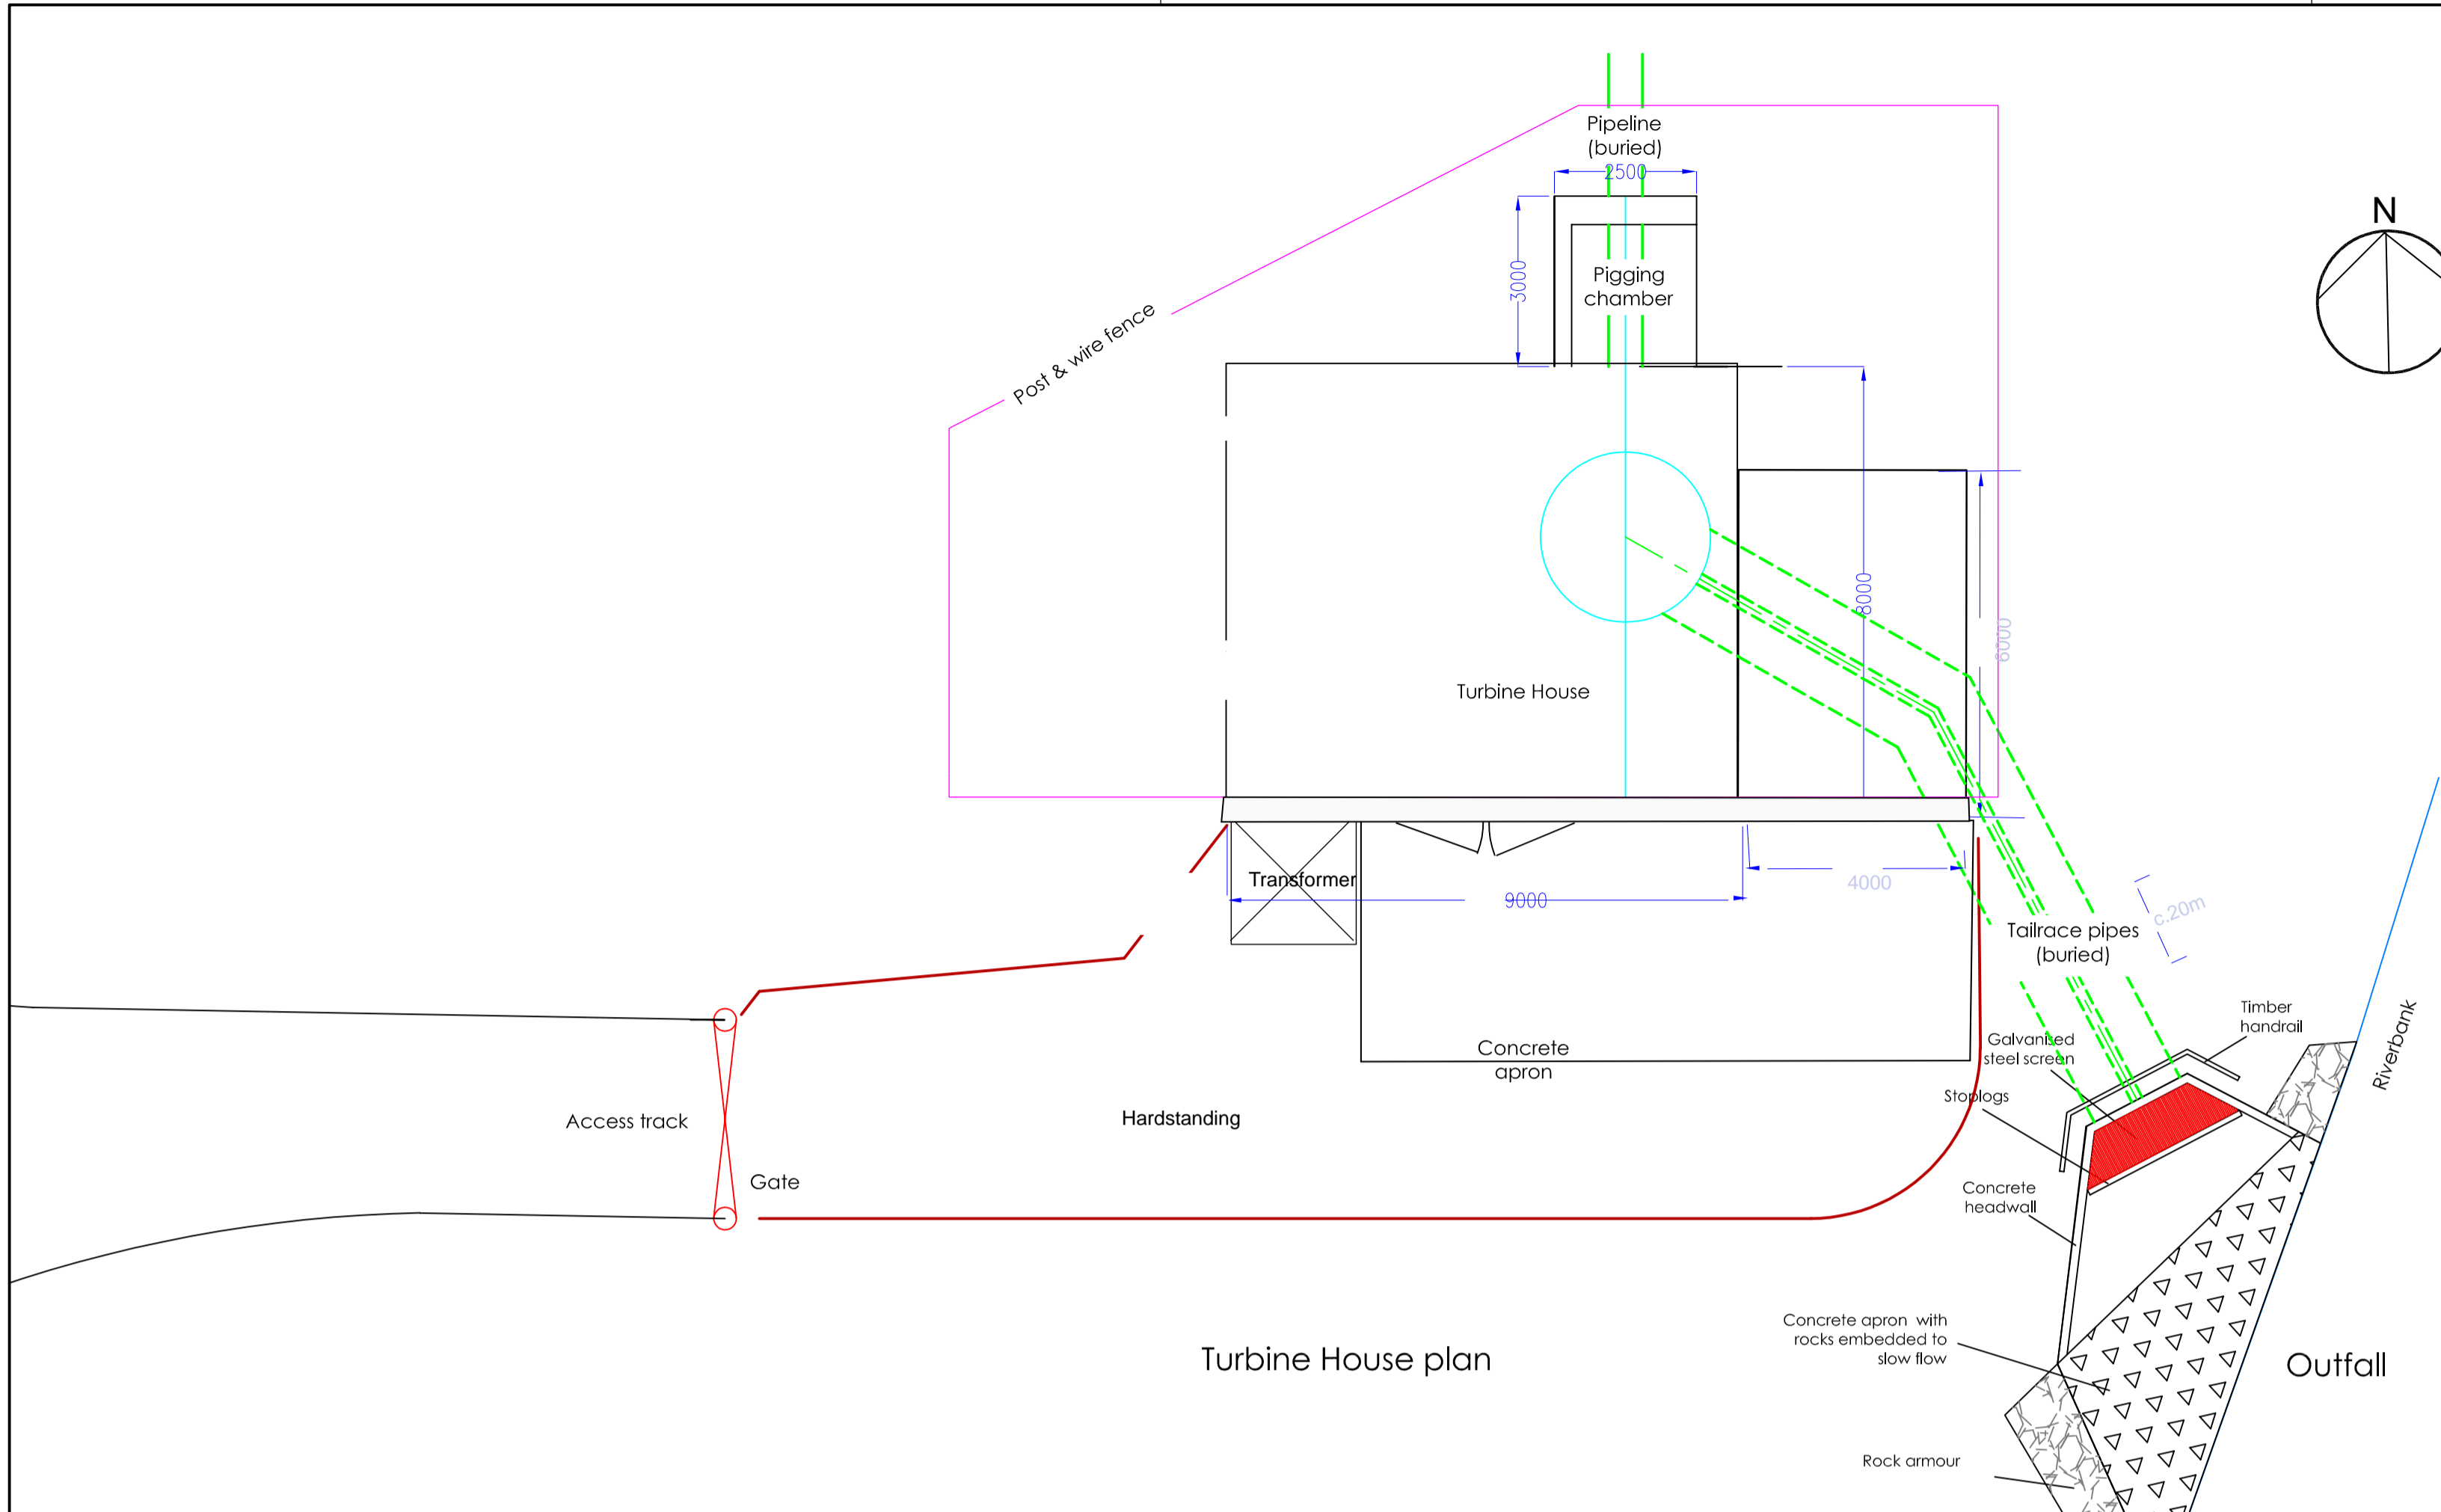 Pipeline
(buried)
2500
N
3000
Pigging
chamber
Post & wire fence
8000
6000
Turbine House
Transformer
9000
4000
c.20m
Tailrace pipes
(buried)
Timber
handrail
Riverbank
Galvanised
steel screen
Concrete
apron
Stoplogs
Access track
Hardstanding
Gate
Concrete
headwall
Concrete apron with
rocks embedded to
slow flow
Turbine House plan
Outfall
Rock armour